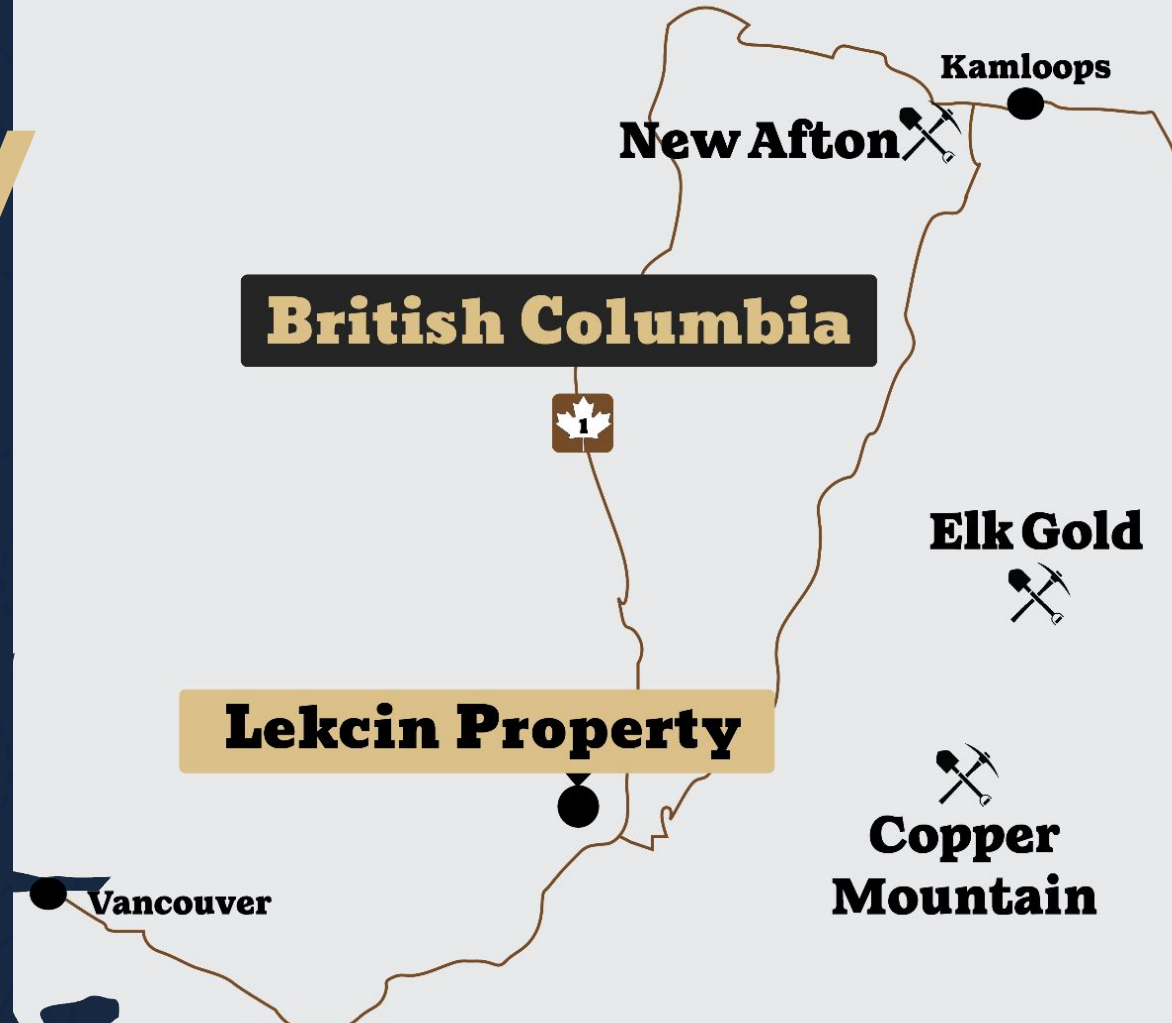 Kamloops
New Afton
British Columbia
1
Elk Gold
Lekcin Property
Copper
Mountain
Vancouver